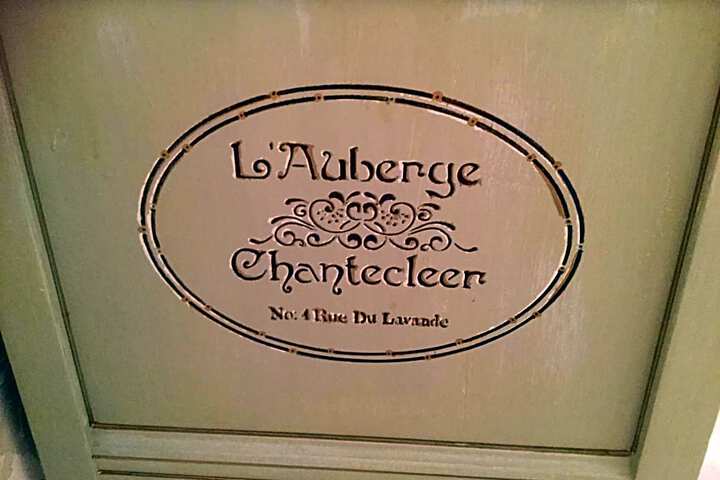 L'Auberge
Chantecleer
No: 4 Rue Du Lavande